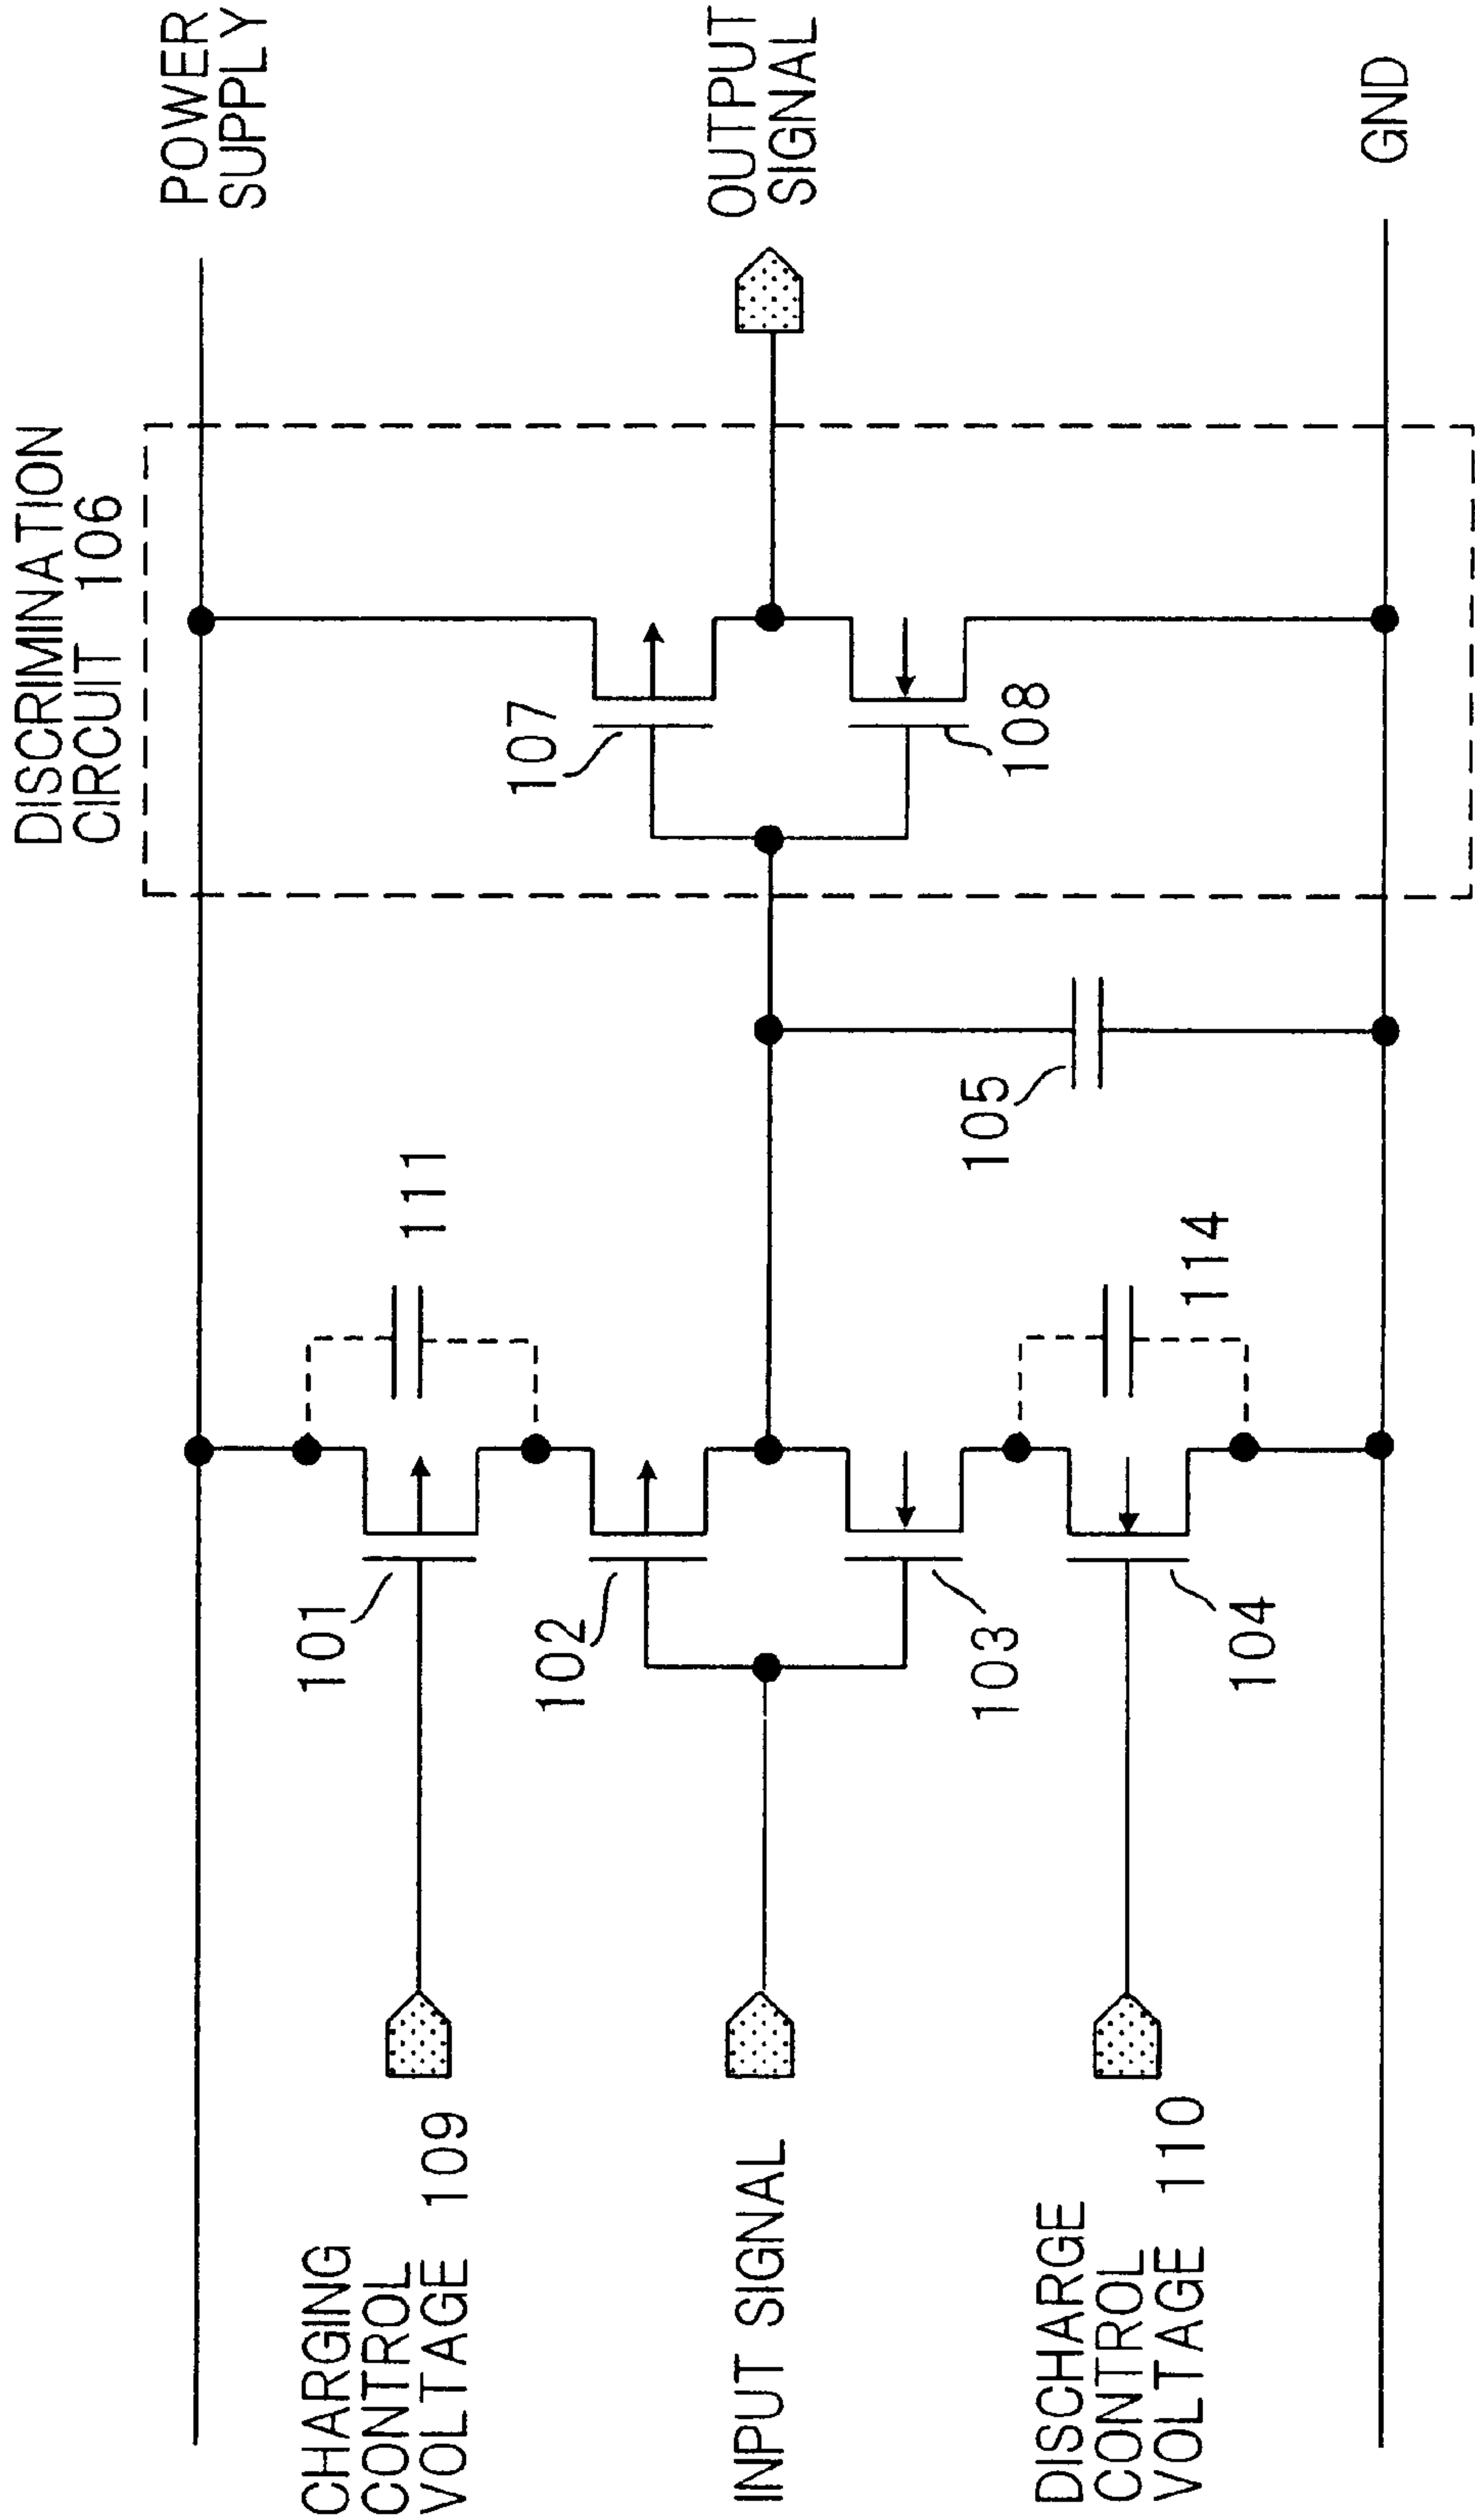 DISCRIMINATION
CIRCUIT 106
POWER
SUPPLY
CHARGING
CONTROL
VOLTAGE 109
101
111
107
102
INPUT SIGNAL
OUTPUT
SIGNAL
103
105
108
DISCHARGE
CONTROL
VOLTAGE 110
104
114
GND